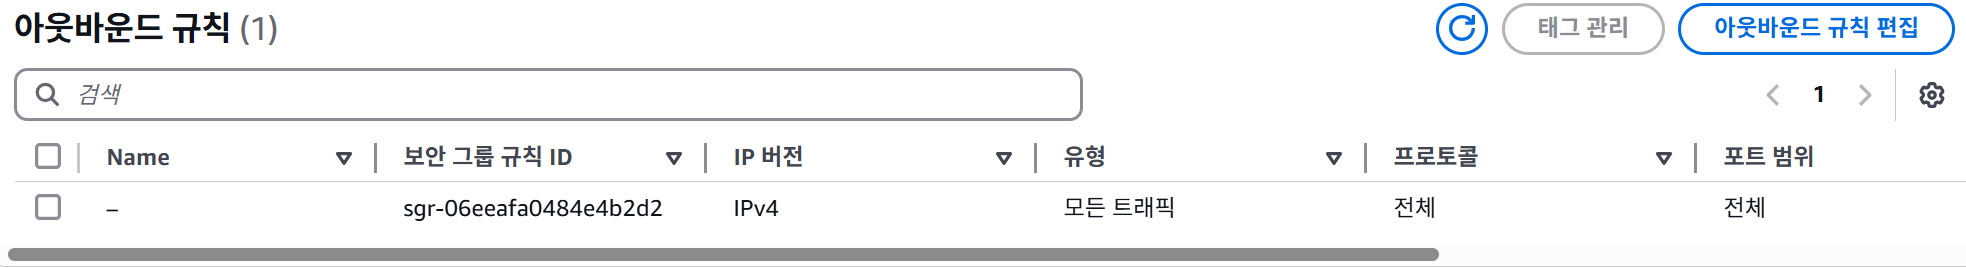 아웃바운드 규칙 (1)
태그 관리
아웃바운드 규칙 편집
검색
1
Name 보안 그룹 규칙 ID IP 버전 유형 프로토콜 포트 범위
– sgr-06eeafa0484e4b2d2 IPv4 모든 트래픽 전체 전체